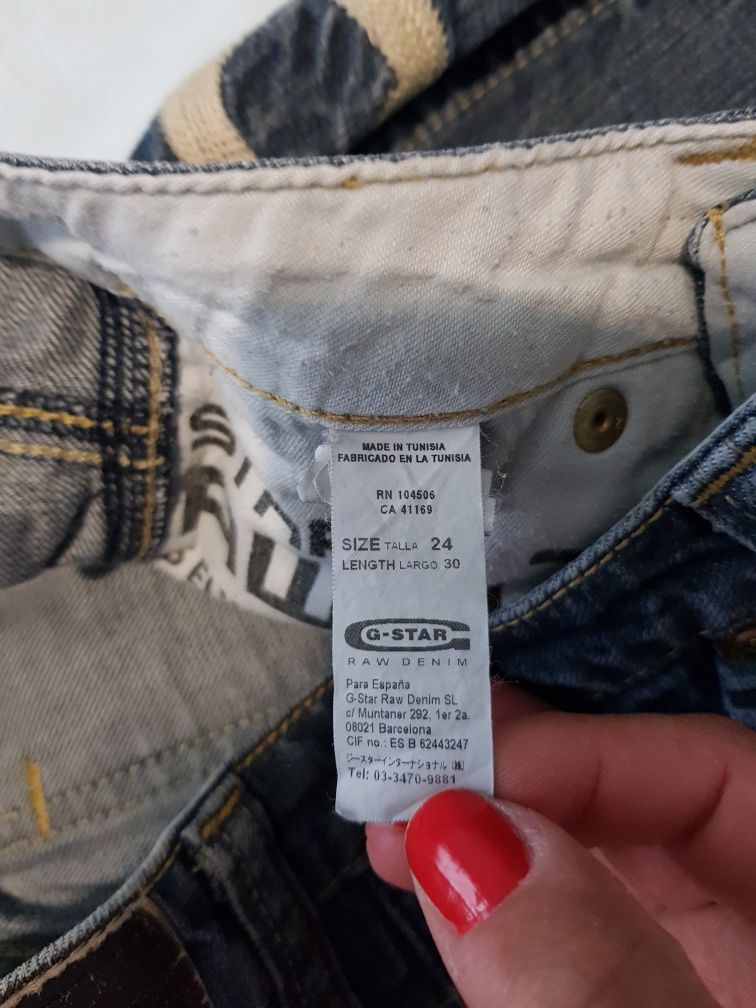 MADE IN TUNISIA
FABRICADO EN LA TUNISIA
RN 104506
CA 41169
SIZE TALLA 24
LENGTH LARGO 30
G-STAR
RAW DENIM
Para España
G-Star Raw Denim SL
c/ Muntaner 292, 1er 2a.
08021 Barcelona
CIF no.: ES B 62443247
ジースターインターナショナル(株)
Tel: 03-3470-9881